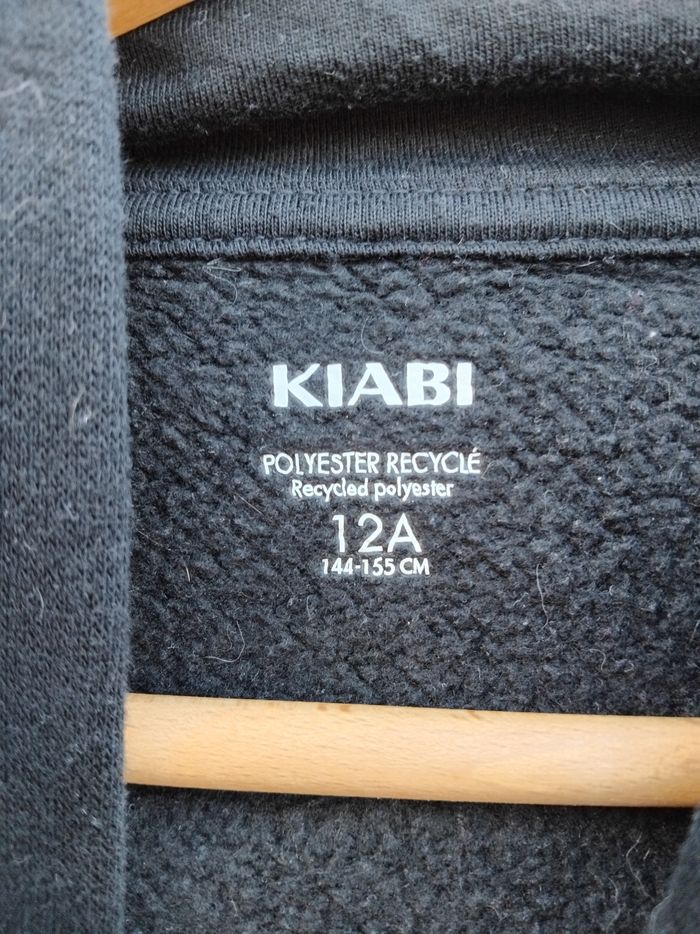 KIABI
POLYESTER RECYCLÉ
Recycled polyester
12A
144-155 CM